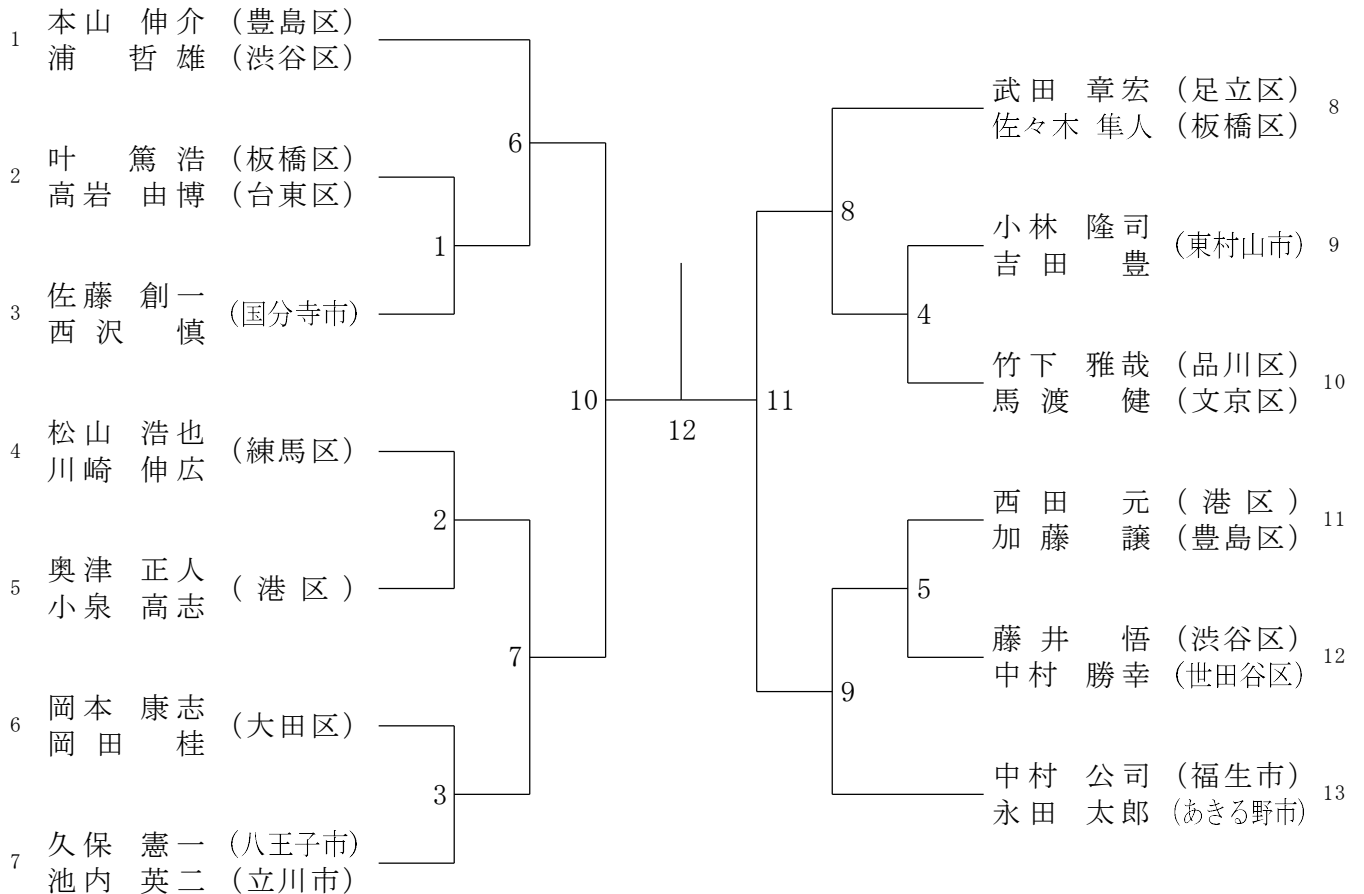 1 本山 伸介 (豊島区)
浦 哲雄 (渋谷区)
2 叶 篤浩 (板橋区)
高岩 由博 (台東区)
3 佐藤 創一 (国分寺市)
西沢 慎
4 松山 浩也 (練馬区)
川崎 伸広
5 奥津 正人 (港区)
小泉 高志
6 岡本 康志 (大田区)
岡田 桂
7 久保 憲一 (八王子市)
池内 英二 (立川市)
6
1
10
2
7
3
12
8
4
11
5
9
武田 章宏 (足立区) 8
佐々木 隼人 (板橋区)
小林 隆司 (東村山市) 9
吉田 豊
竹下 雅哉 (品川区) 10
馬渡 健 (文京区)
西田 元 (港区) 11
加藤 譲 (豊島区)
藤井 悟 (渋谷区) 12
中村 勝幸 (世田谷区)
中村 公司 (福生市) 13
永田 太郎 (あきる野市)